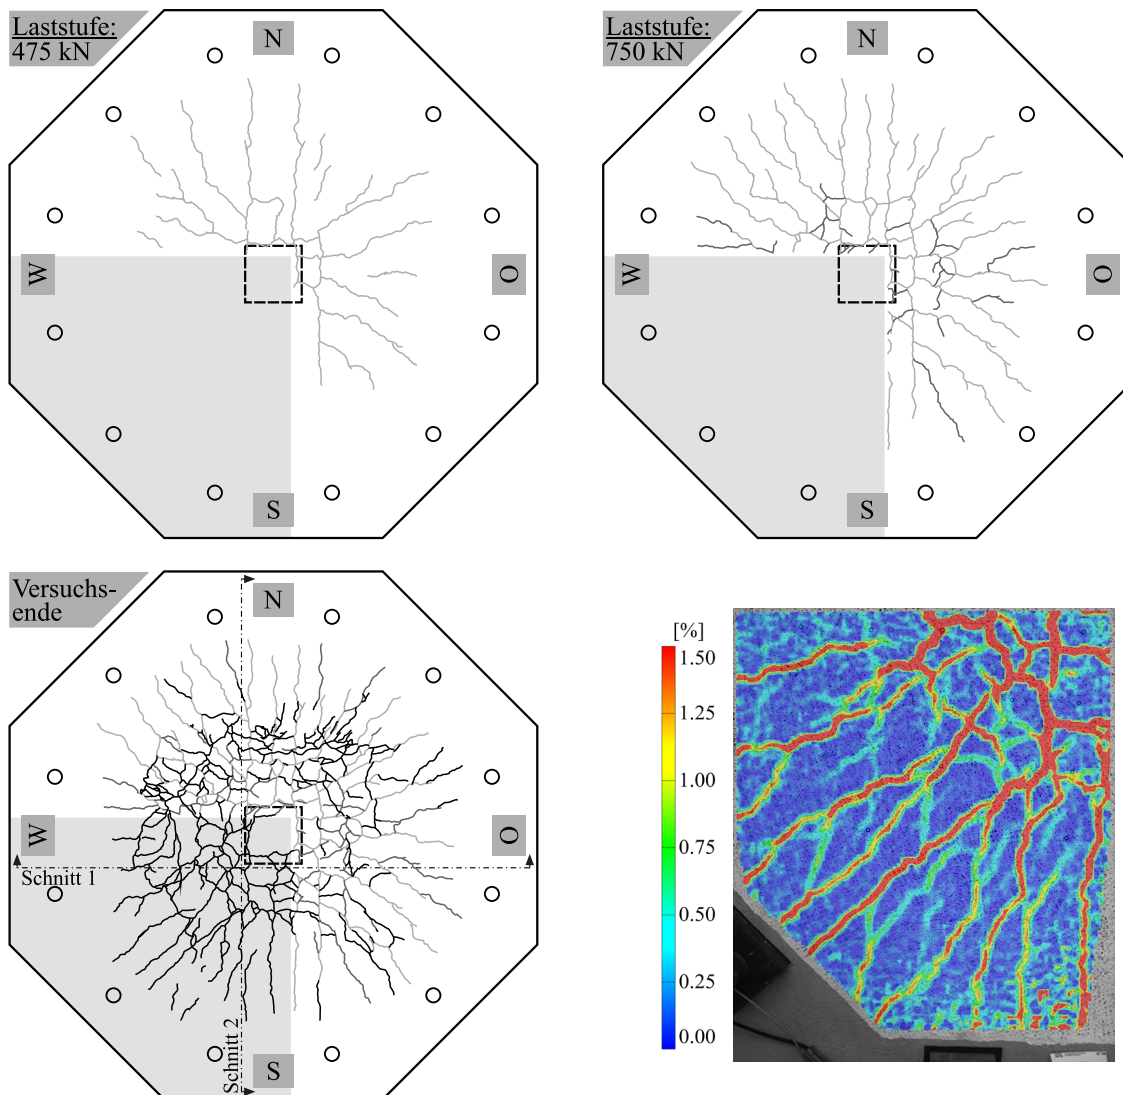 Laststufe:
475 kN
N
W
O
S
Laststufe:
750 kN
N
W
O
S
Versuchs-
ende
N
W
O
Schnitt 1
Schnitt 2
S
[%]
1.50
1.25
1.00
0.75
0.50
0.25
0.00